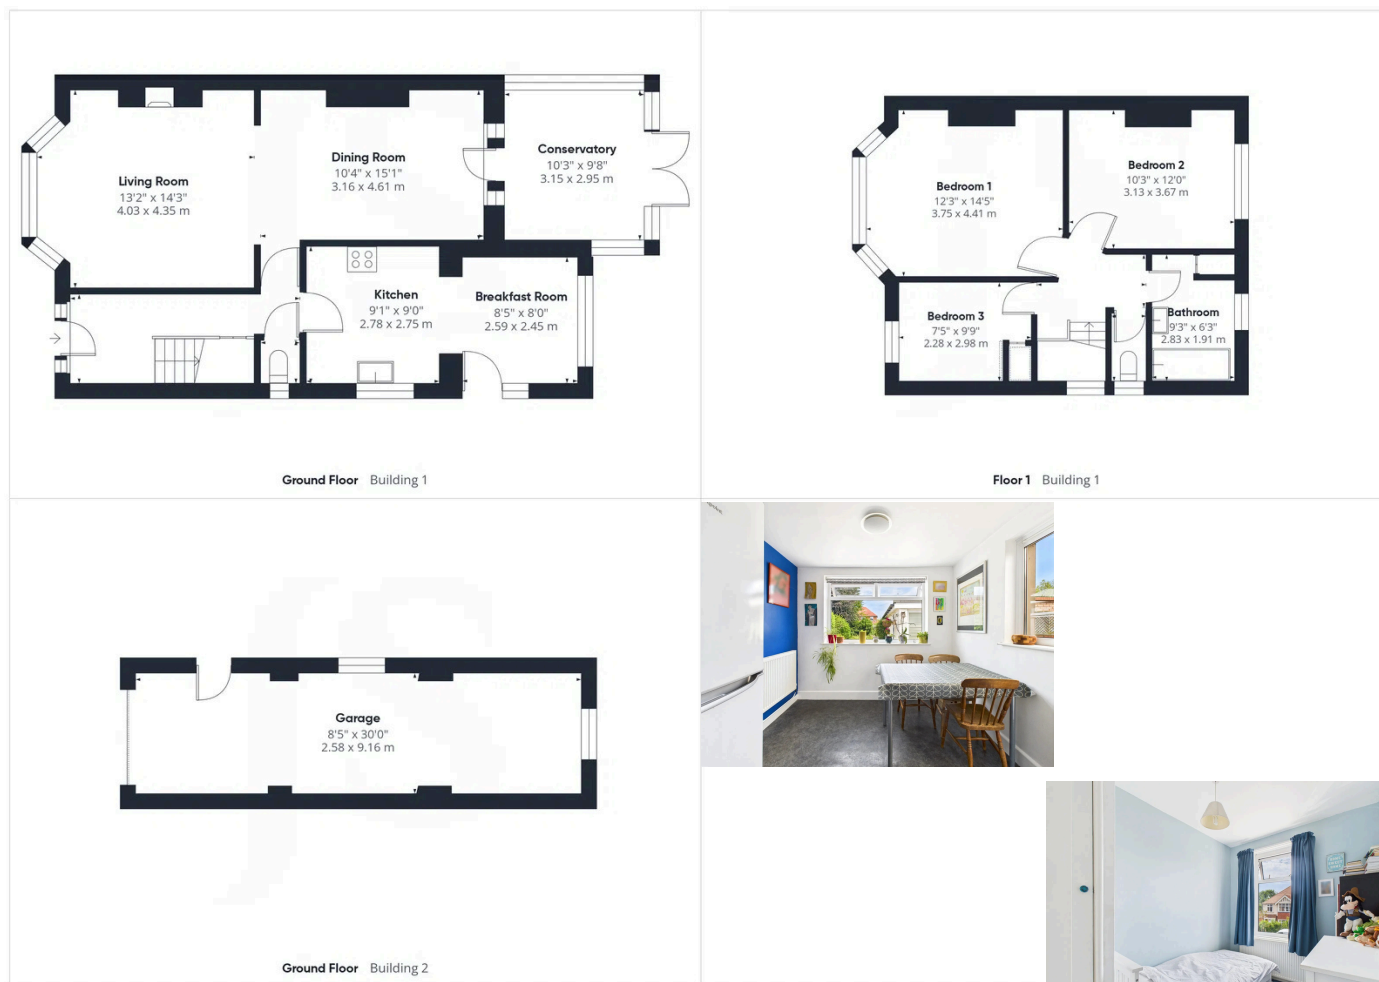 Living Room
13'2" x 14'3"
4.03 x 4.35 m
Dining Room
10'4" x 15'1"
3.16 x 4.61 m
Conservatory
10'3" x 9'8"
3.15 x 2.95 m
Kitchen
9'1" x 9'0"
2.78 x 2.75 m
Breakfast Room
8'5" x 8'0"
2.59 x 2.45 m
Ground Floor Building 1
Bedroom 1
12'3" x 14'5"
3.75 x 4.41 m
Bedroom 2
10'3" x 12'0"
3.13 x 3.67 m
Bedroom 3
7'5" x 9'9"
2.28 x 2.98 m
Bathroom
9'3" x 6'3"
2.83 x 1.91 m
Floor 1 Building 1
Garage
8'5" x 30'0"
2.58 x 9.16 m
Ground Floor Building 2